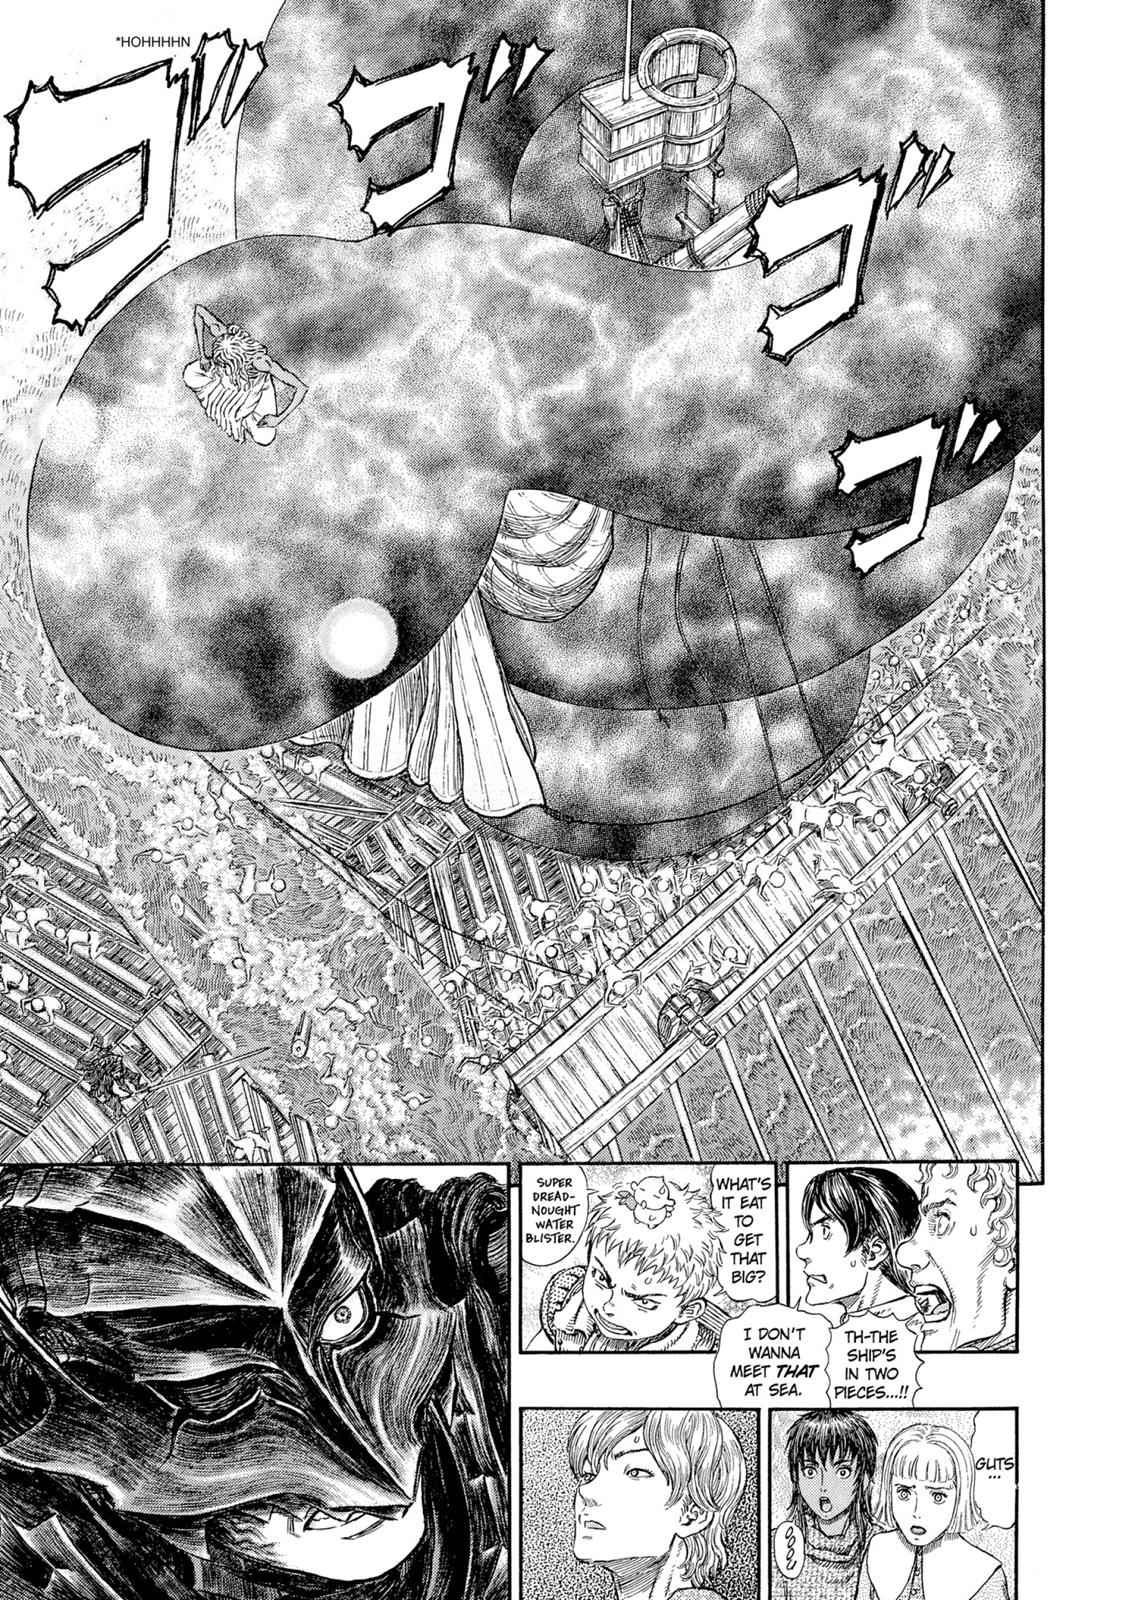 *HOHHHHN
ゴ
ゴ
ゴ
ゴ
TH-THE
SHIP'S
IN TWO
PIECES...!!
WHAT'S
IT EAT
TO
GET
THAT
BIG?
I DON'T
WANNA
MEET THAT
AT SEA.
SUPER
DREAD-
NOUGHT
WATER
BLISTER.
GUTS
...